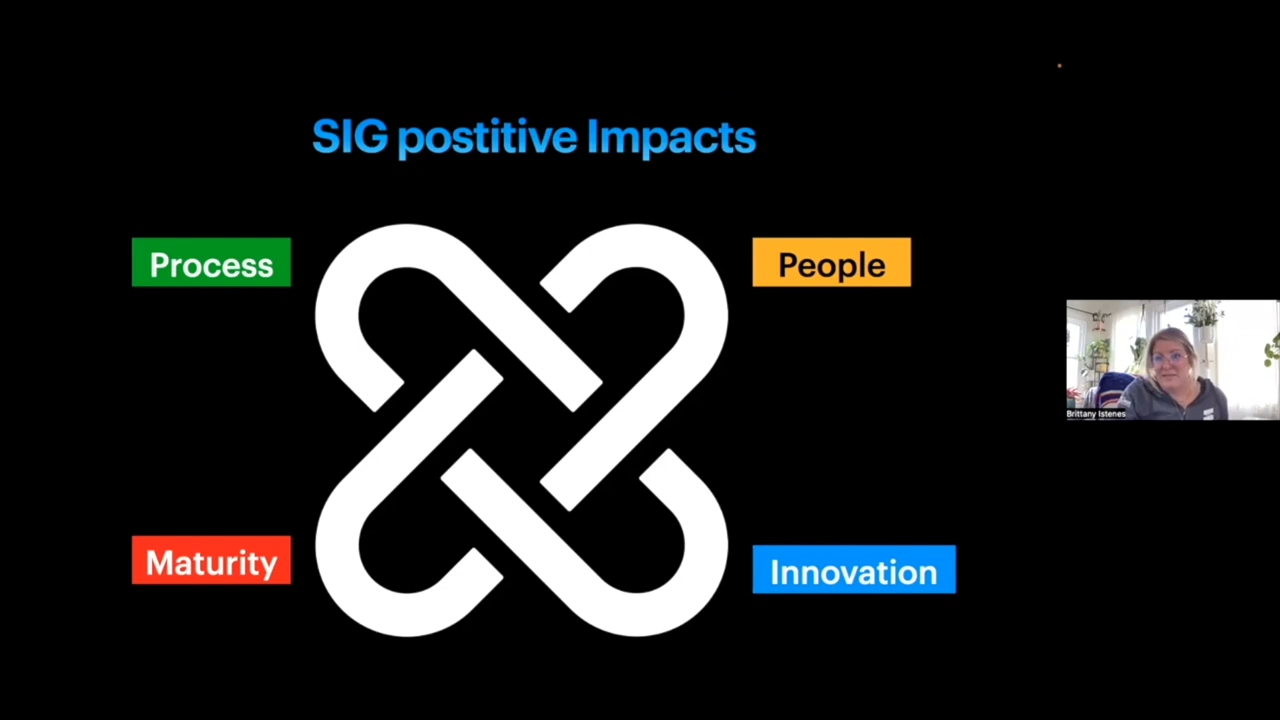 SIG postitive Impacts
Process
People
Maturity
Innovation
Brittany Istenes